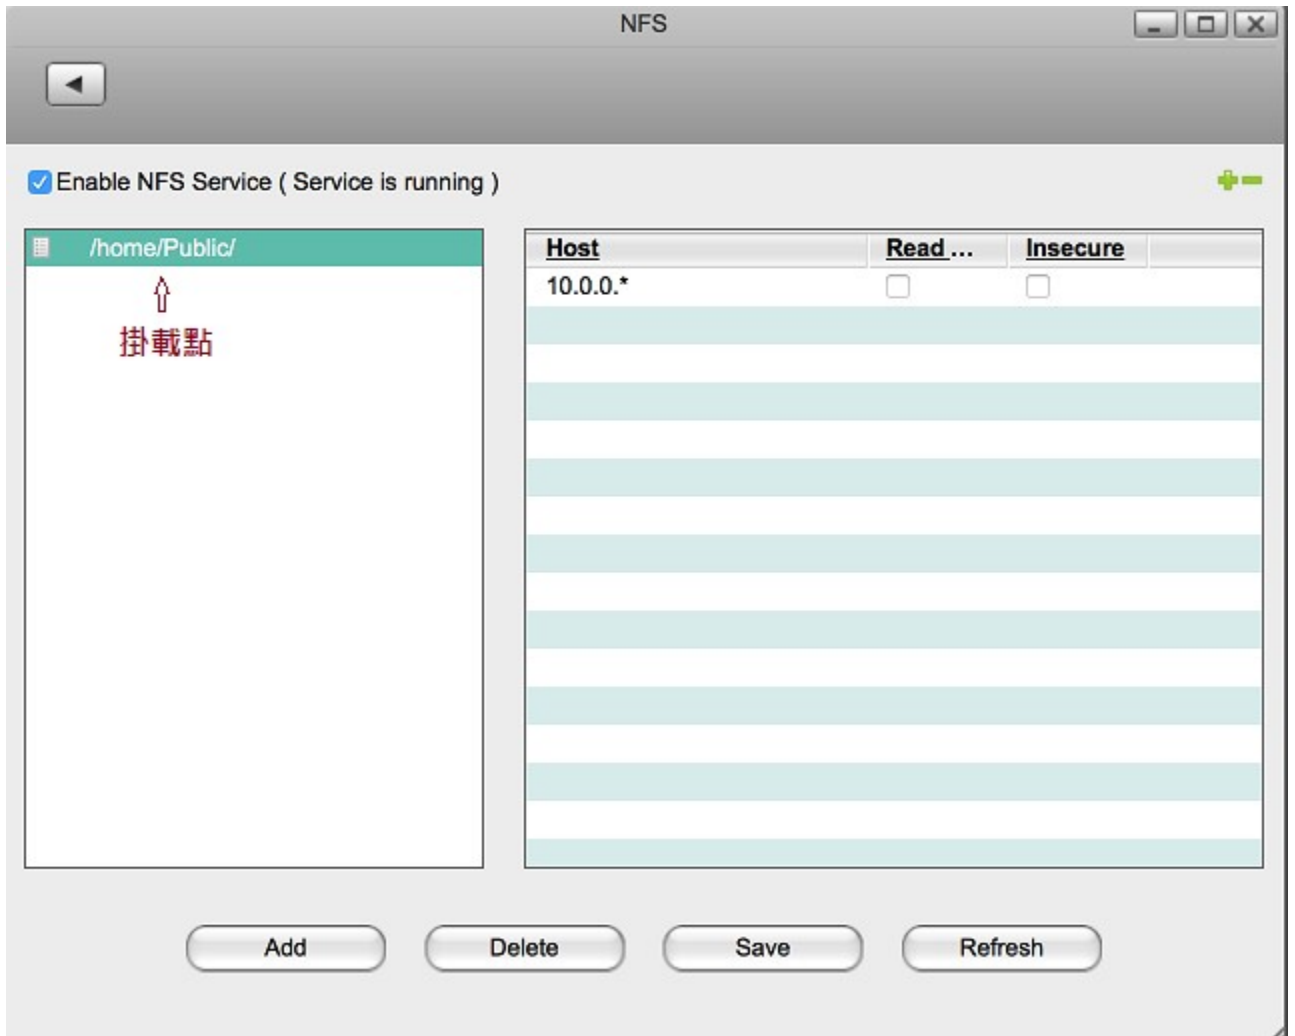 NFS
Enable NFS Service ( Service is running )
/home/Public/
掛載點
Host Read ... Insecure
10.0.0.*
Add Delete Save Refresh